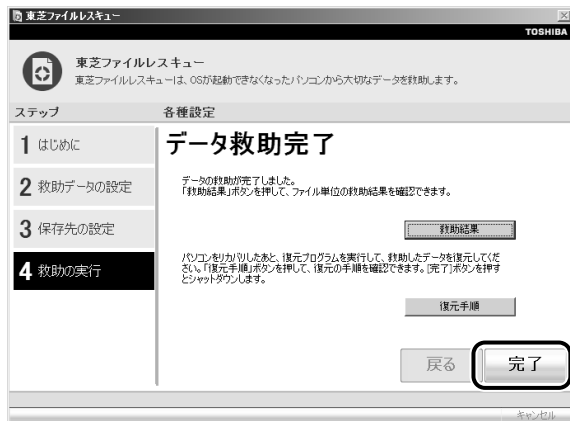 東芝ファイルレスキュー
TOSHIBA
東芝ファイルレスキュー
東芝ファイルレスキューは、OSが起動できなくなったパソコンから大切なデータを救助します。
ステップ
各種設定
1 はじめに
2 救助データの設定
3 保存先の設定
4 救助の実行
データ救助完了
データの救助が完了しました。
「救助結果」ボタンを押して、ファイル単位の救助結果を確認できます。
救助結果
パソコンをリカバリしたあと、復元プログラムを実行して、救助したデータを復元してくだ
さい。「復元手順」ボタンを押して、復元の手順を確認できます。[完了]ボタンを押す
とシャットダウンします。
復元手順
戻る
完了
キャンセル